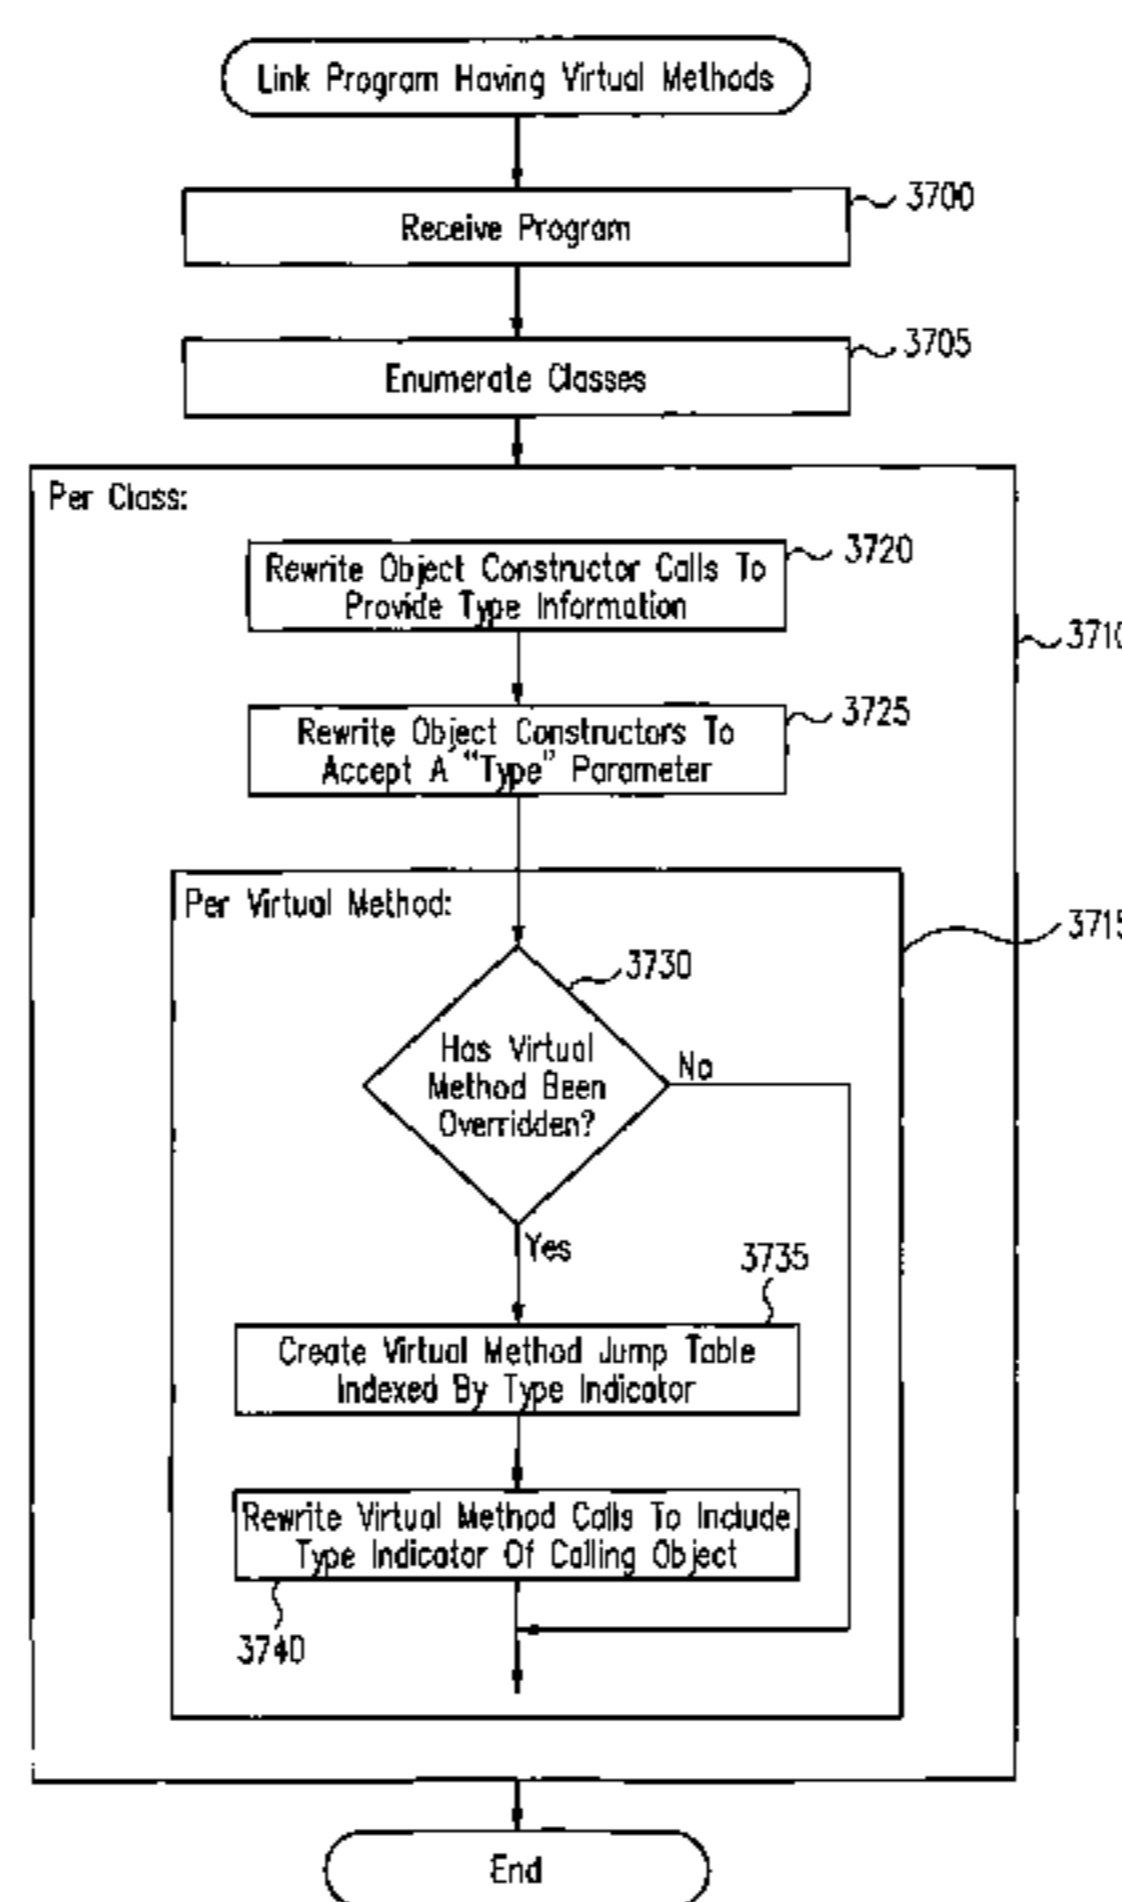 Link Program Having Virtual Methods
3700
Receive Program
3705
Enumerate Classes
Per Class:
3720
Rewrite Object Constructor Calls To
Provide Type Information
3710
3725
Rewrite Object Constructors To
Accept A "Type" Parameter
Per Virtual Method:
3715
3730
Has Virtual
Method Been
Overridden?
No
Yes
3735
Create Virtual Method Jump Table
Indexed By Type Indicator
Rewrite Virtual Method Calls To Include
Type Indicator Of Calling Object
3740
End